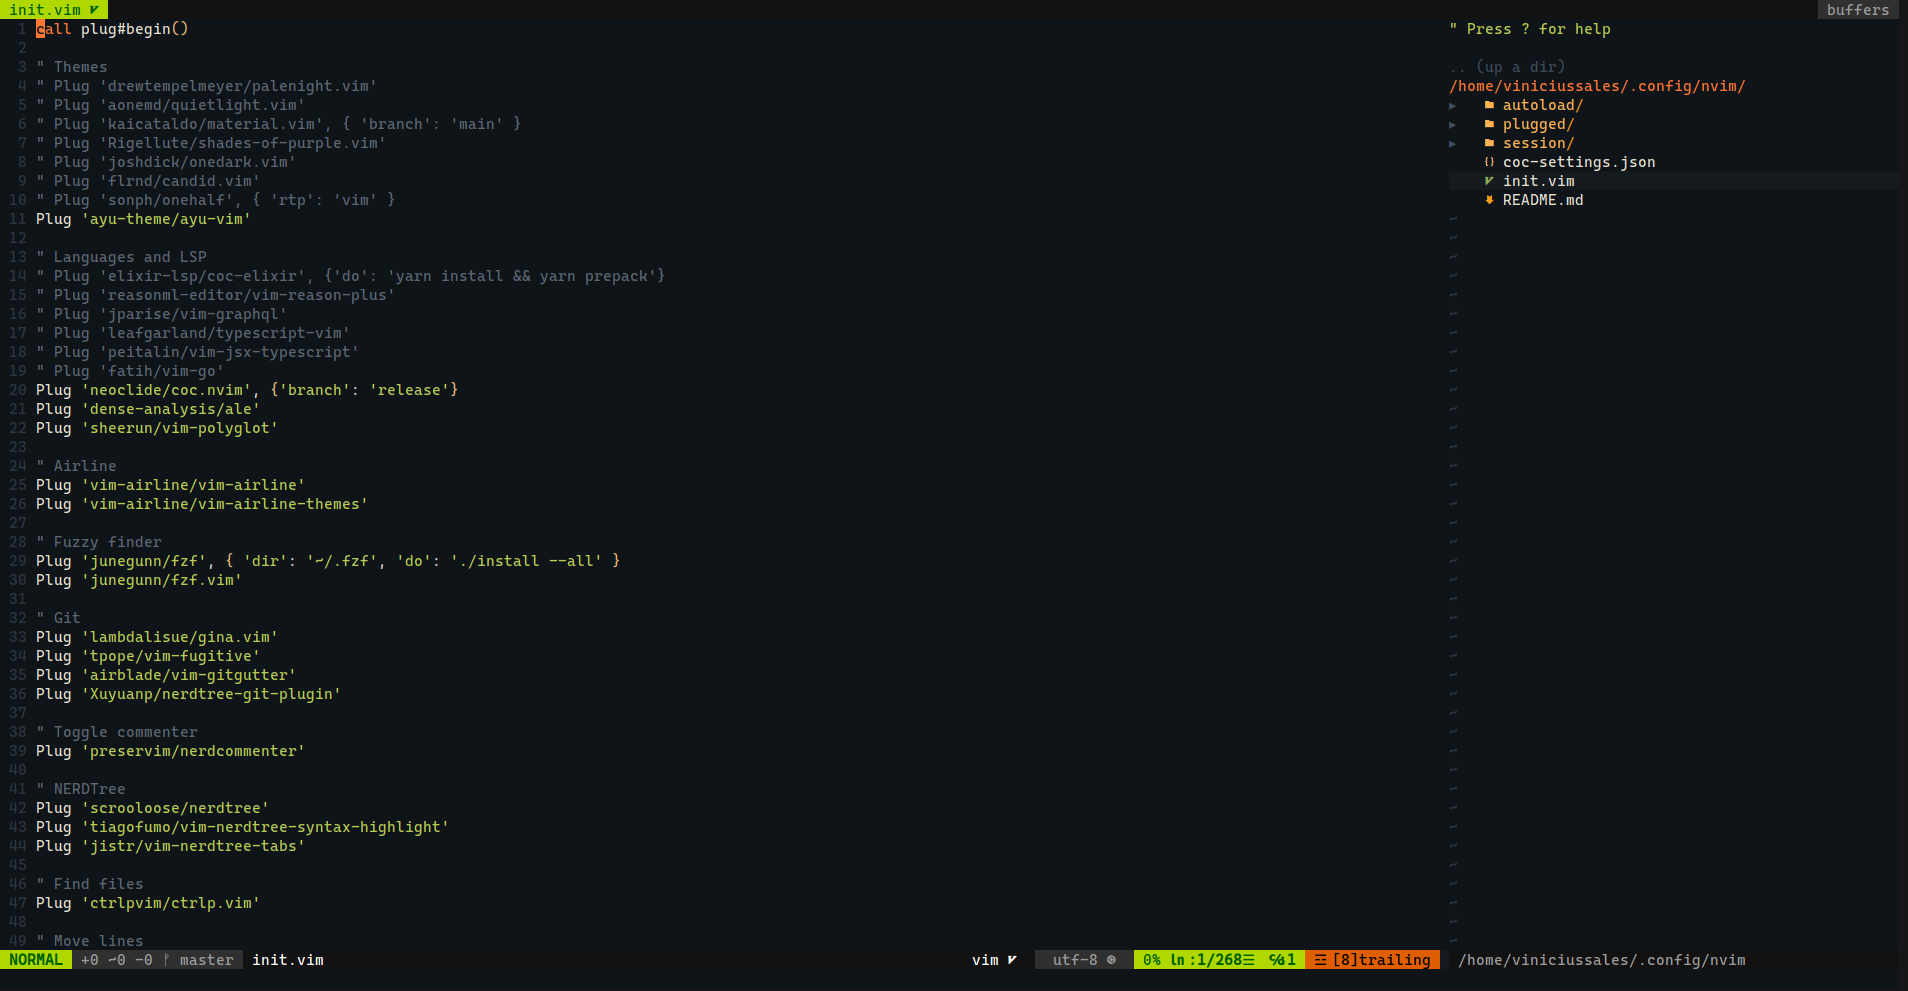 init.vim
buffers
1 call plug#begin()
2
3 " Themes
4 " Plug 'drewtempelmeyer/palenight.vim'
5 " Plug 'aonemd/quietlight.vim'
6 " Plug 'kaicataldo/material.vim', { 'branch': 'main' }
7 " Plug 'Rigellute/shades-of-purple.vim'
8 " Plug 'joshdick/onedark.vim'
9 " Plug 'flrnd/candid.vim'
10 " Plug 'sonph/onehalf', { 'rtp': 'vim' }
11 Plug 'ayu-theme/ayu-vim'
12
13 " Languages and LSP
14 " Plug 'elixir-lsp/coc-elixir', {'do': 'yarn install && yarn prepack'}
15 " Plug 'reasonml-editor/vim-reason-plus'
16 " Plug 'jparise/vim-graphql'
17 " Plug 'leafgarland/typescript-vim'
18 " Plug 'peitalin/vim-jsx-typescript'
19 " Plug 'fatih/vim-go'
20 Plug 'neoclide/coc.nvim', {'branch': 'release'}
21 Plug 'dense-analysis/ale'
22 Plug 'sheerun/vim-polyglot'
23
24 " Airline
25 Plug 'vim-airline/vim-airline'
26 Plug 'vim-airline/vim-airline-themes'
27
28 " Fuzzy finder
29 Plug 'junegunn/fzf', { 'dir': '~/.fzf', 'do': './install --all' }
30 Plug 'junegunn/fzf.vim'
31
32 " Git
33 Plug 'lambdalisue/gina.vim'
34 Plug 'tpope/vim-fugitive'
35 Plug 'airblade/vim-gitgutter'
36 Plug 'Xuyuanp/nerdtree-git-plugin'
37
38 " Toggle commenter
39 Plug 'preservim/nerdcommenter'
40
41 " NERDTree
42 Plug 'scrooloose/nerdtree'
43 Plug 'tiagofumo/vim-nerdtree-syntax-highlight'
44 Plug 'jistr/vim-nerdtree-tabs'
45
46 " Find files
47 Plug 'ctrlpvim/ctrlp.vim'
48
49 " Move lines
" Press ? for help
.. (up a dir)
/home/viniciussales/.config/nvim/
▸ autoload/
▸ plugged/
▸ session/
{} coc-settings.json
init.vim
README.md
NORMAL +0 ~0 -0 ᚠ master init.vim vim utf-8 0% ln:1/268☰ ℅:1 ☲ [8]trailing /home/viniciussales/.config/nvim